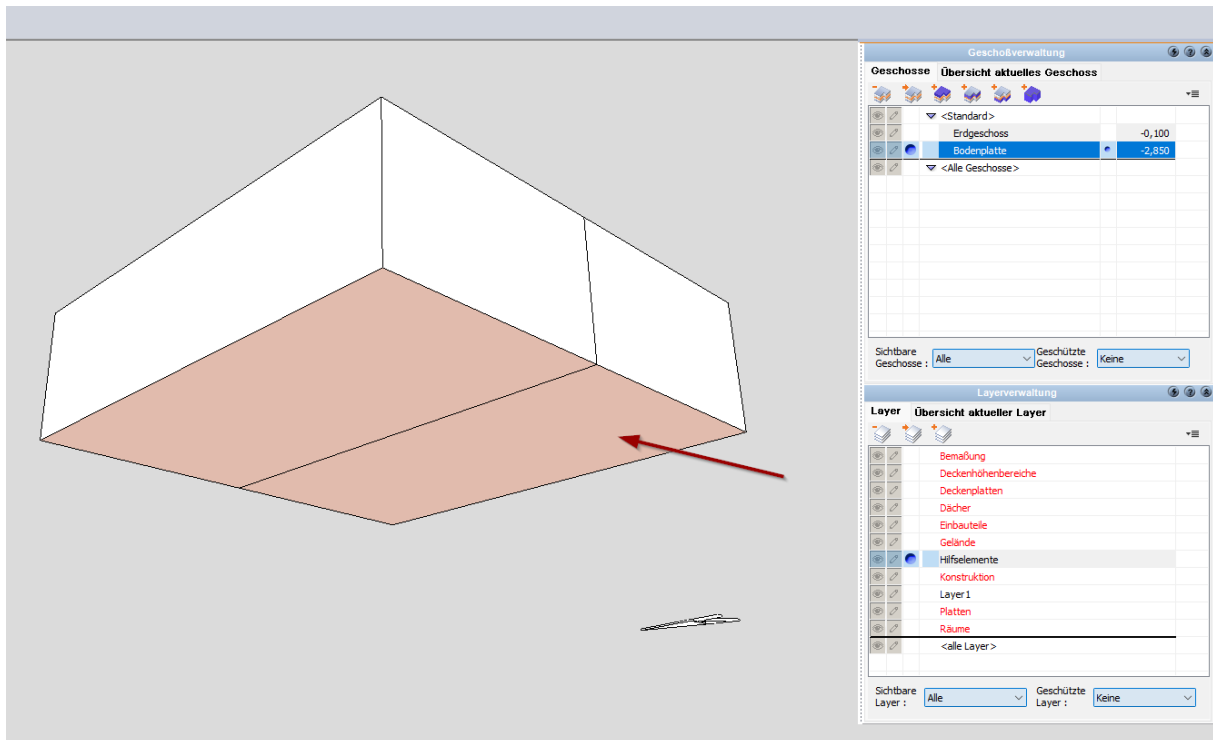 Geschoßverwaltung
Geschosse Übersicht aktuelles Geschoss
<Standard>
Erdgeschoss -0,100
Bodenplatte -2,850
<Alle Geschosse>
Sichtbare Geschosse : Alle Geschützte Geschosse : Keine
Layerverwaltung
Layer Übersicht aktueller Layer
Bemaßung
Deckenhöhenbereiche
Deckenplatten
Dächer
Einbauteile
Gelände
Hilfselemente
Konstruktion
Layer1
Platten
Räume
<alle Layer>
Sichtbare Layer : Alle Geschützte Layer : Keine